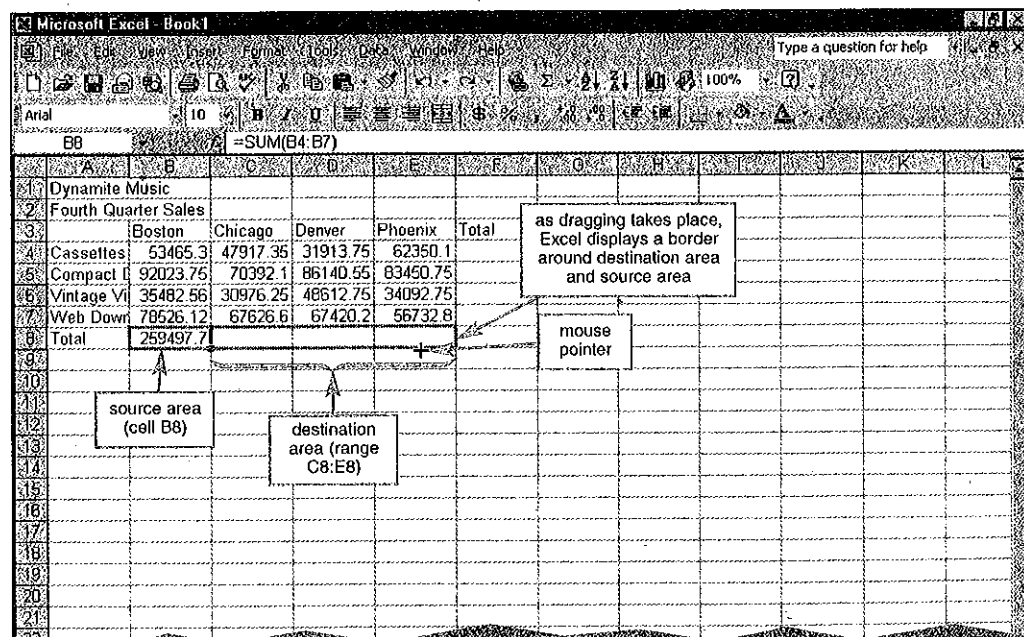 Microsoft Excel - Book1
File Edit View Insert Format Tools Data Window Help Type a question for help
100%
Arial 10 B I U $ % ,
B8 =SUM(B4:B7)
A B C D E F G H I J K L
1 Dynamite Music
2 Fourth Quarter Sales
3 Boston Chicago Denver Phoenix Total
4 Cassettes 53465.3 47917.35 31913.75 62350.1
5 Compact D 92023.75 70392.1 86140.55 83450.75
6 Vintage Vi 35482.56 30976.25 48612.75 34092.75
7 Web Down 78526.12 67626.6 67420.2 56732.8
8 Total 259497.7
9
10
11
12
13
14
15
16
17
18
19
20
21
as dragging takes place,
Excel displays a border
around destination area
and source area
mouse
pointer
source area
(cell B8)
destination
area (range
C8:E8)